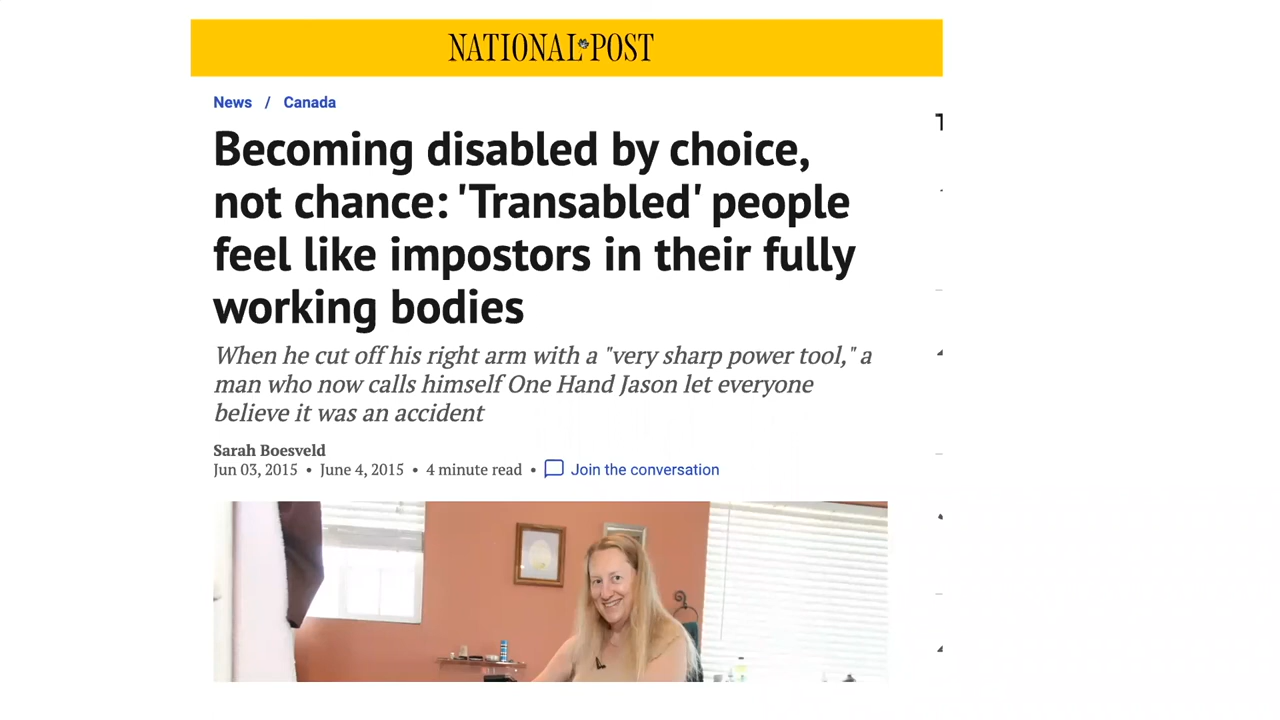 NATIONAL POST
News / Canada
Becoming disabled by choice,
not chance: 'Transabled' people
feel like impostors in their fully
working bodies
When he cut off his right arm with a "very sharp power tool," a
man who now calls himself One Hand Jason let everyone
believe it was an accident
Sarah Boesveld
Jun 03, 2015 • June 4, 2015 • 4 minute read • Join the conversation